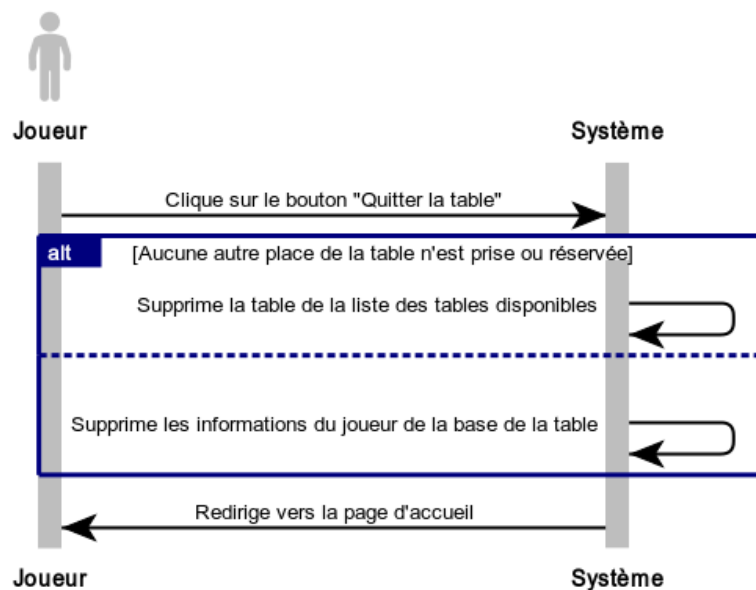 Joueur
Système
Clique sur le bouton "Quitter la table"
alt
[Aucune autre place de la table n'est prise ou réservée]
Supprime la table de la liste des tables disponibles
Supprime les informations du joueur de la base de la table
Redirige vers la page d'accueil
Joueur
Système